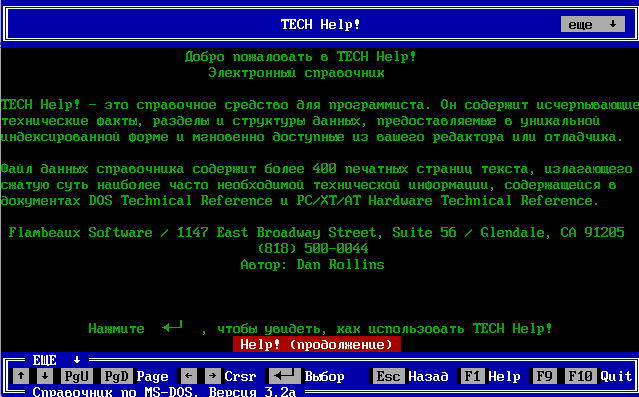 TECH Help!
еще ↓
Добро пожаловать в TECH Help!
Электронный справочник
TECH Help! - это справочное средство для программиста. Он содержит исчерпывающие
технические факты, разделы и структуры данных, предоставляемые в уникальной
индексированной форме и мгновенно доступные из вашего редактора или отладчика.
Файл данных справочника содержит более 400 печатных страниц текста, излагающего
сжатую суть наиболее часто необходимой технической информации, содержащейся в
документах DOS Technical Reference и PC/XT/AT Hardware Technical Reference.
Flambeaux Software / 1147 East Broadway Street, Suite 56 / Glendale, CA 91205
(818) 500-0044
Автор: Dan Rollins
Нажмите ←┘ , чтобы увидеть, как использовать TECH Help!
Help! (продолжение)
ЕЩЕ ↓
↑ ↓ PgU PgD Page ← → Crsr ←┘ Выбор Esc Назад F1 Help F9 F10 Quit
Справочник по MS-DOS. Версия 3.2a